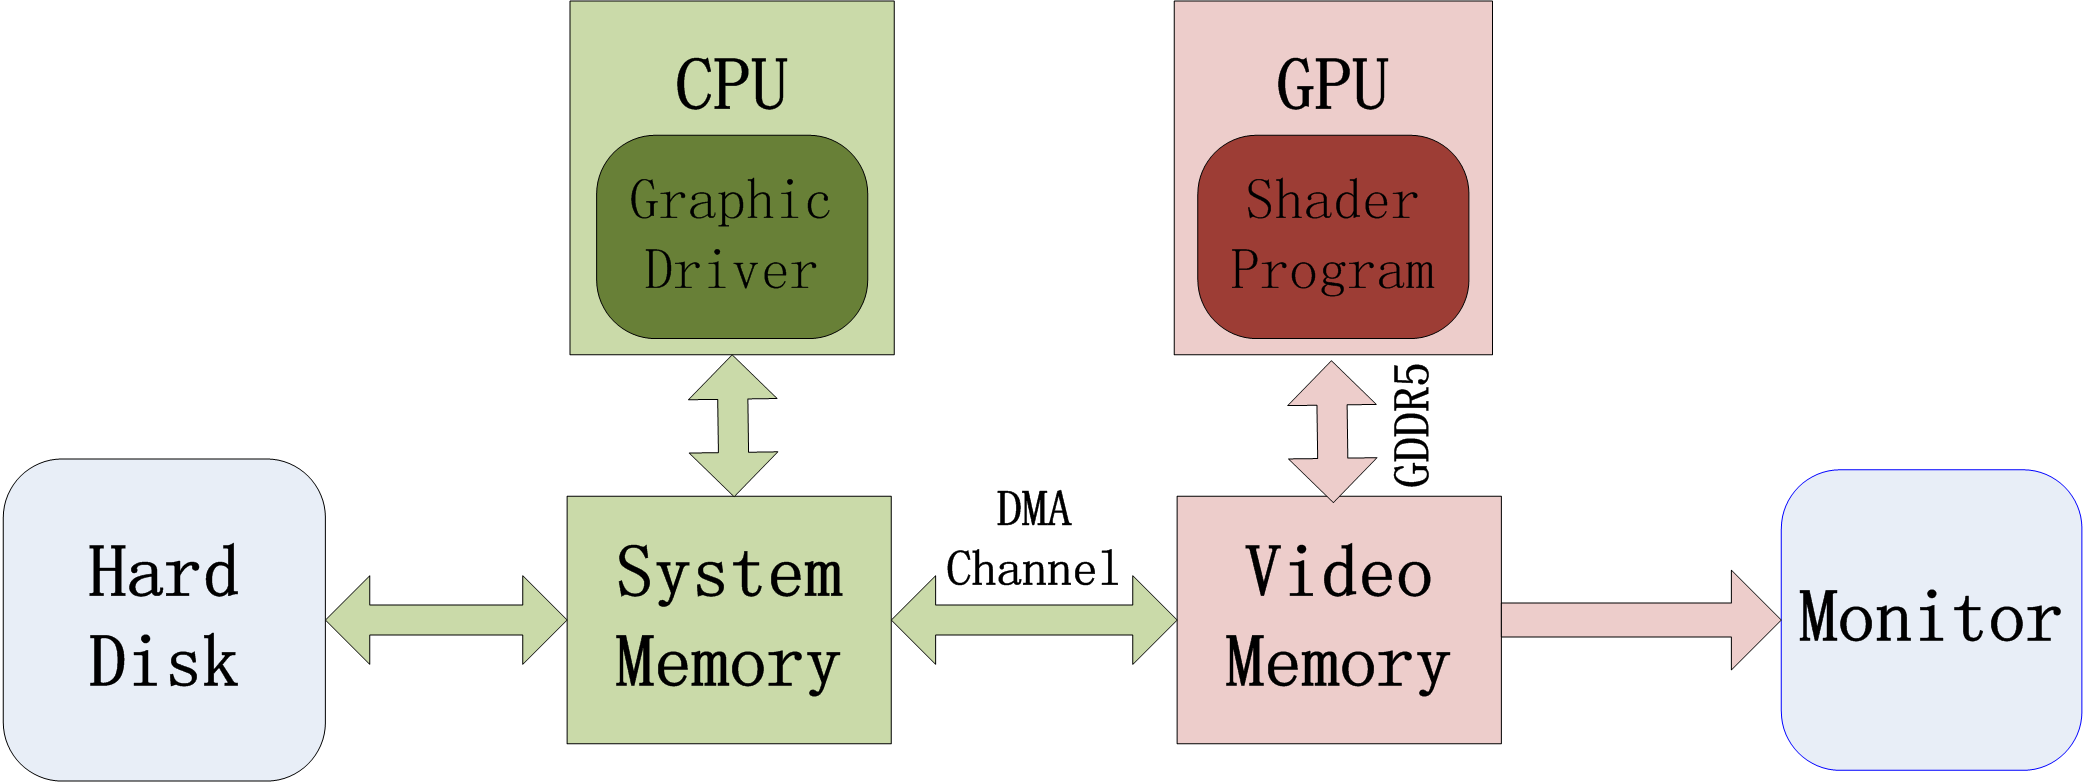 CPU
Graphic
Driver
GPU
Shader
Program
GDDR5
Hard
Disk
System
Memory
DMA
Channel
Video
Memory
Monitor